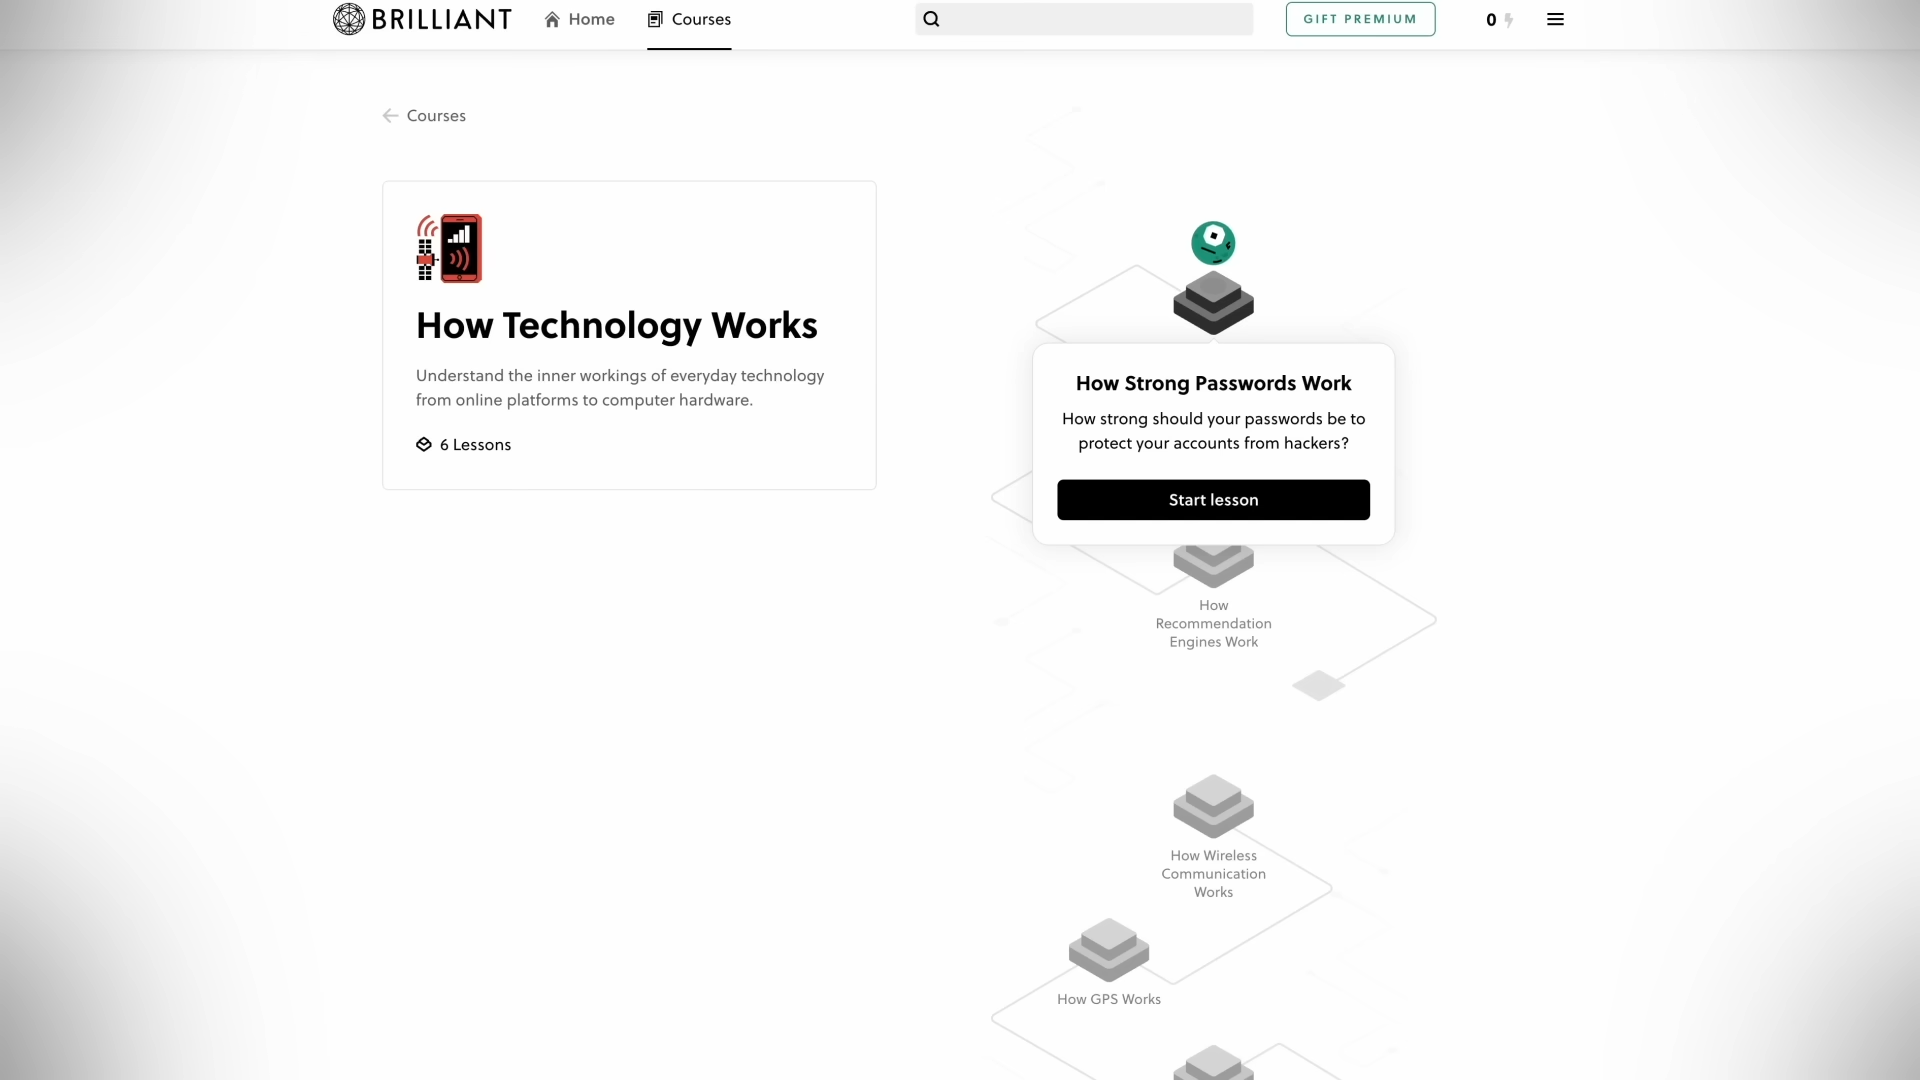 BRILLIANT
Home
Courses
GIFT PREMIUM
0
Courses
How Technology Works
Understand the inner workings of everyday technology
from online platforms to computer hardware.
6 Lessons
How Strong Passwords Work
How strong should your passwords be to
protect your accounts from hackers?
Start lesson
How
Recommendation
Engines Work
How Wireless
Communication
Works
How GPS Works